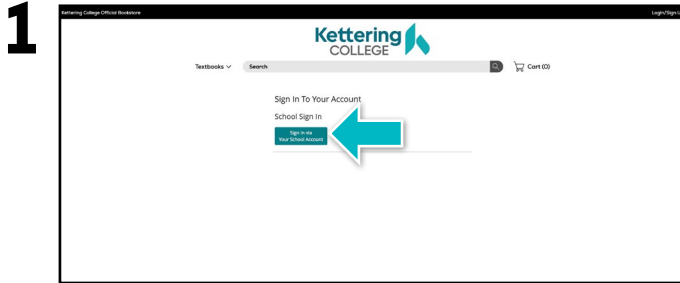 1
Kettering College Official Bookstore
Login/Sign U
Kettering
COLLEGE
Textbooks
Search
Cart (0)
Sign In To Your Account
School Sign In
Sign In via
Your School Account